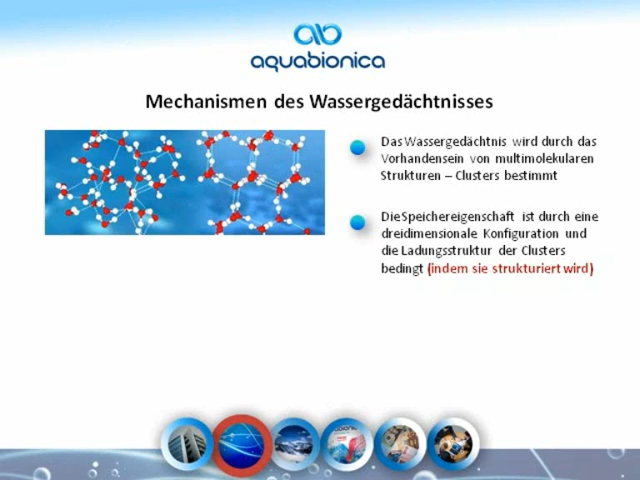 aquabionica
Mechanismen des Wassergedächtnisses
Das Wassergedächtnis wird durch das
Vorhandensein von multimolekularen
Strukturen – Clusters bestimmt
Die Speichereigenschaft ist durch eine
dreidimensionale Konfiguration und
die Ladungsstruktur der Clusters
bedingt (indem sie strukturiert wird)